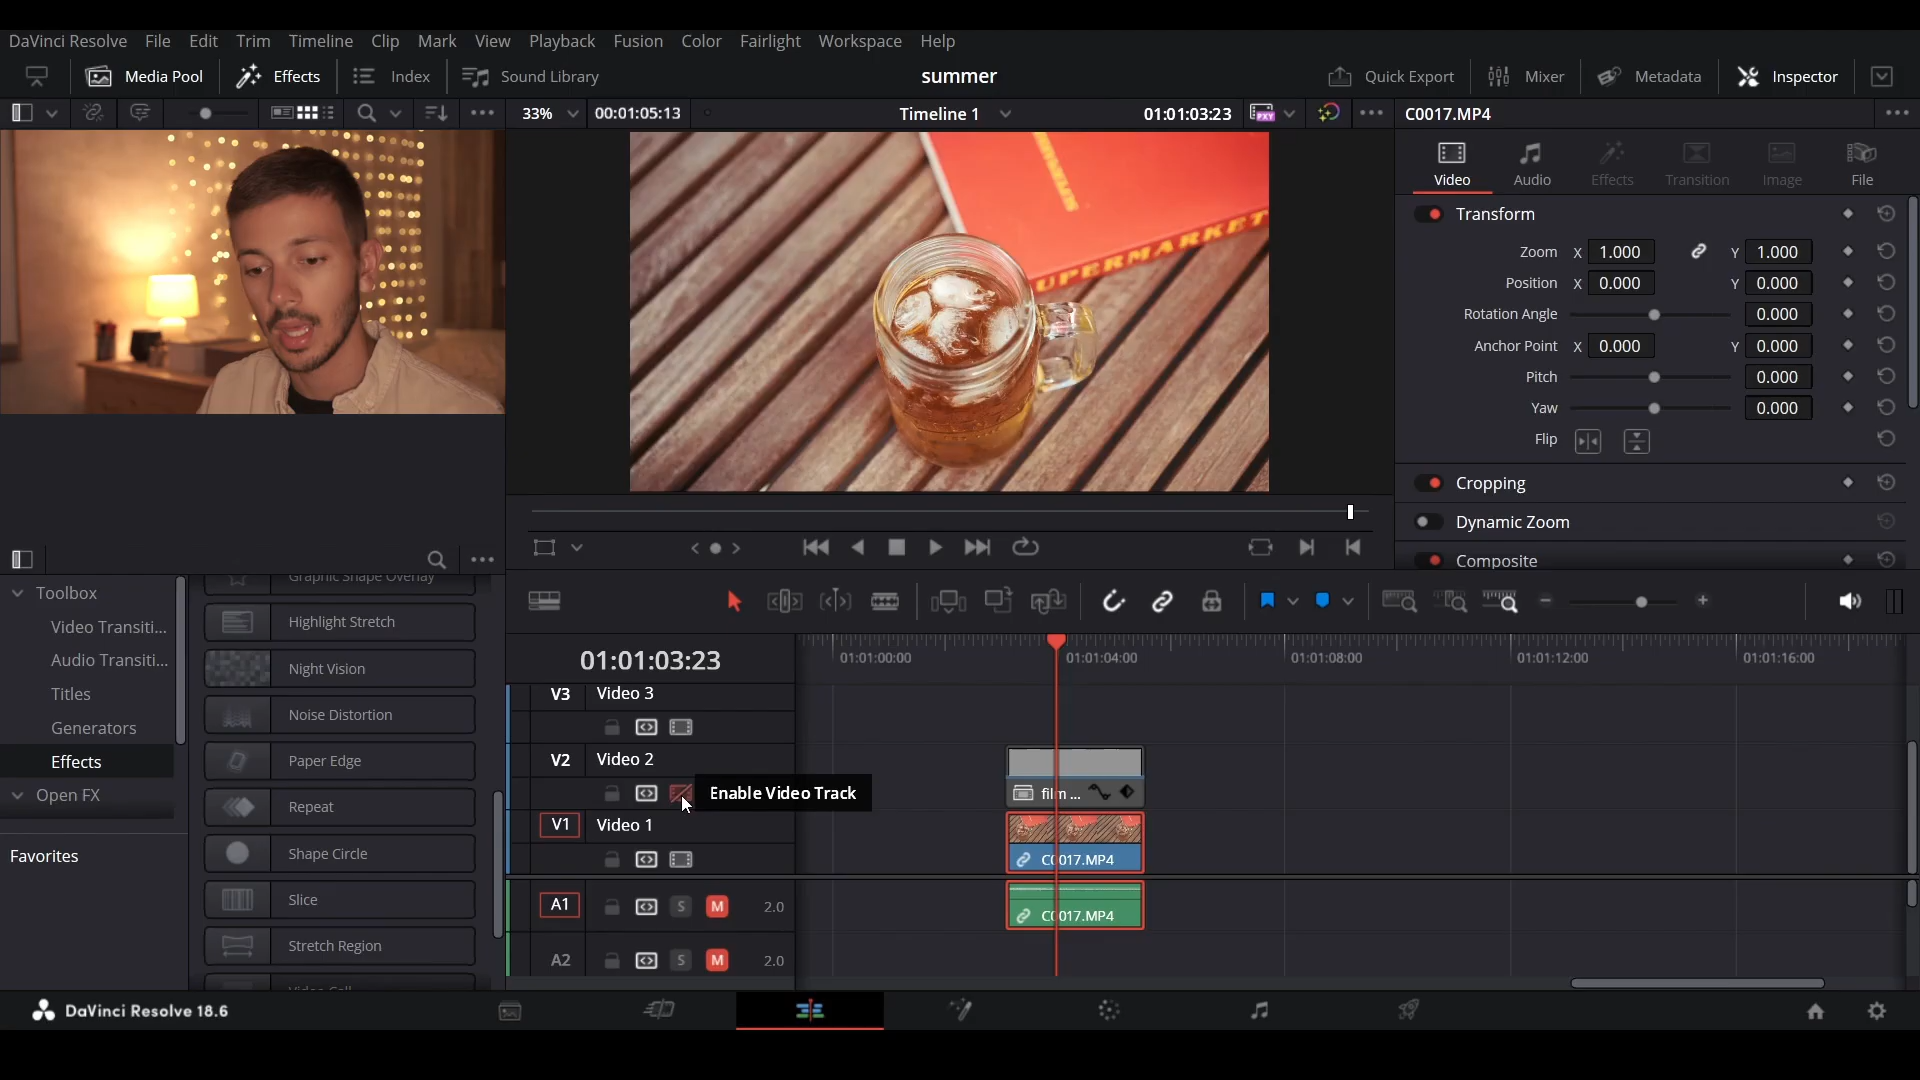 DaVinci Resolve File Edit Trim Timeline Clip Mark View Playback Fusion Color Fairlight Workspace Help
Media Pool Effects Index Sound Library summer Quick Export Mixer Metadata Inspector
33% 00:01:05:13 Timeline 1 01:01:03:23 PXY C0017.MP4
Video Audio Effects Transition Image File
Transform
Zoom X 1.000 Y 1.000
Position X 0.000 Y 0.000
Rotation Angle 0.000
Anchor Point X 0.000 Y 0.000
Pitch 0.000
Yaw 0.000
Flip
Cropping
Dynamic Zoom
Composite
UPERMARKET
Toolbox
Video Transiti...
Audio Transiti...
Titles
Generators
Effects
Open FX
Favorites
Graphic Shape Overlay
Highlight Stretch
Night Vision
Noise Distortion
Paper Edge
Repeat
Shape Circle
Slice
Stretch Region
Video Call
01:01:03:23
01:01:00:00 01:01:04:00 01:01:08:00 01:01:12:00 01:01:16:00
V3 Video 3
V2 Video 2
Enable Video Track
film ...
V1 Video 1
C0017.MP4
A1 S M 2.0
C0017.MP4
A2 S M 2.0
DaVinci Resolve 18.6